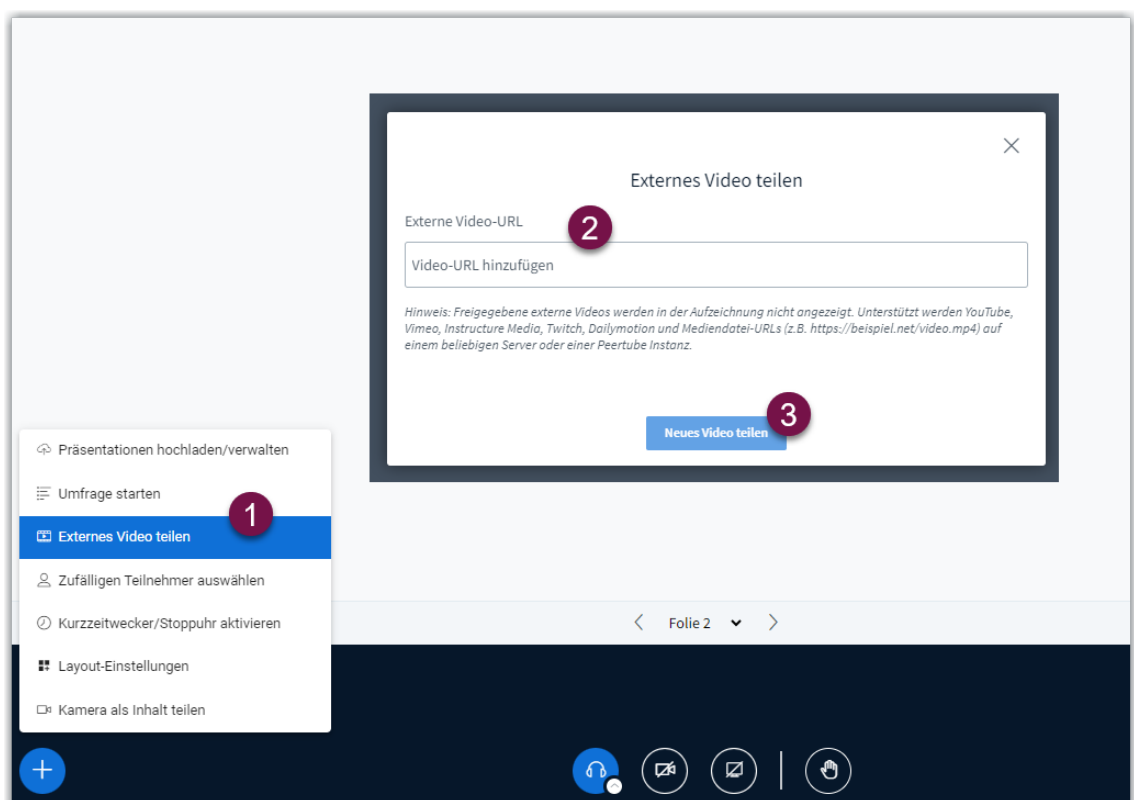 Externes Video teilen
Externe Video-URL
2
Video-URL hinzufügen
Hinweis: Freigegebene externe Videos werden in der Aufzeichnung nicht angezeigt. Unterstützt werden YouTube,
Vimeo, Instructure Media, Twitch, Dailymotion und Mediendatei-URLs (z.B. https://beispiel.net/video.mp4) auf
einem beliebigen Server oder einer Peertube Instanz.
3
Neues Video teilen
Präsentationen hochladen/verwalten
Umfrage starten
1
Externes Video teilen
Zufälligen Teilnehmer auswählen
Kurzzeitwecker/Stoppuhr aktivieren
Layout-Einstellungen
Kamera als Inhalt teilen
Folie 2